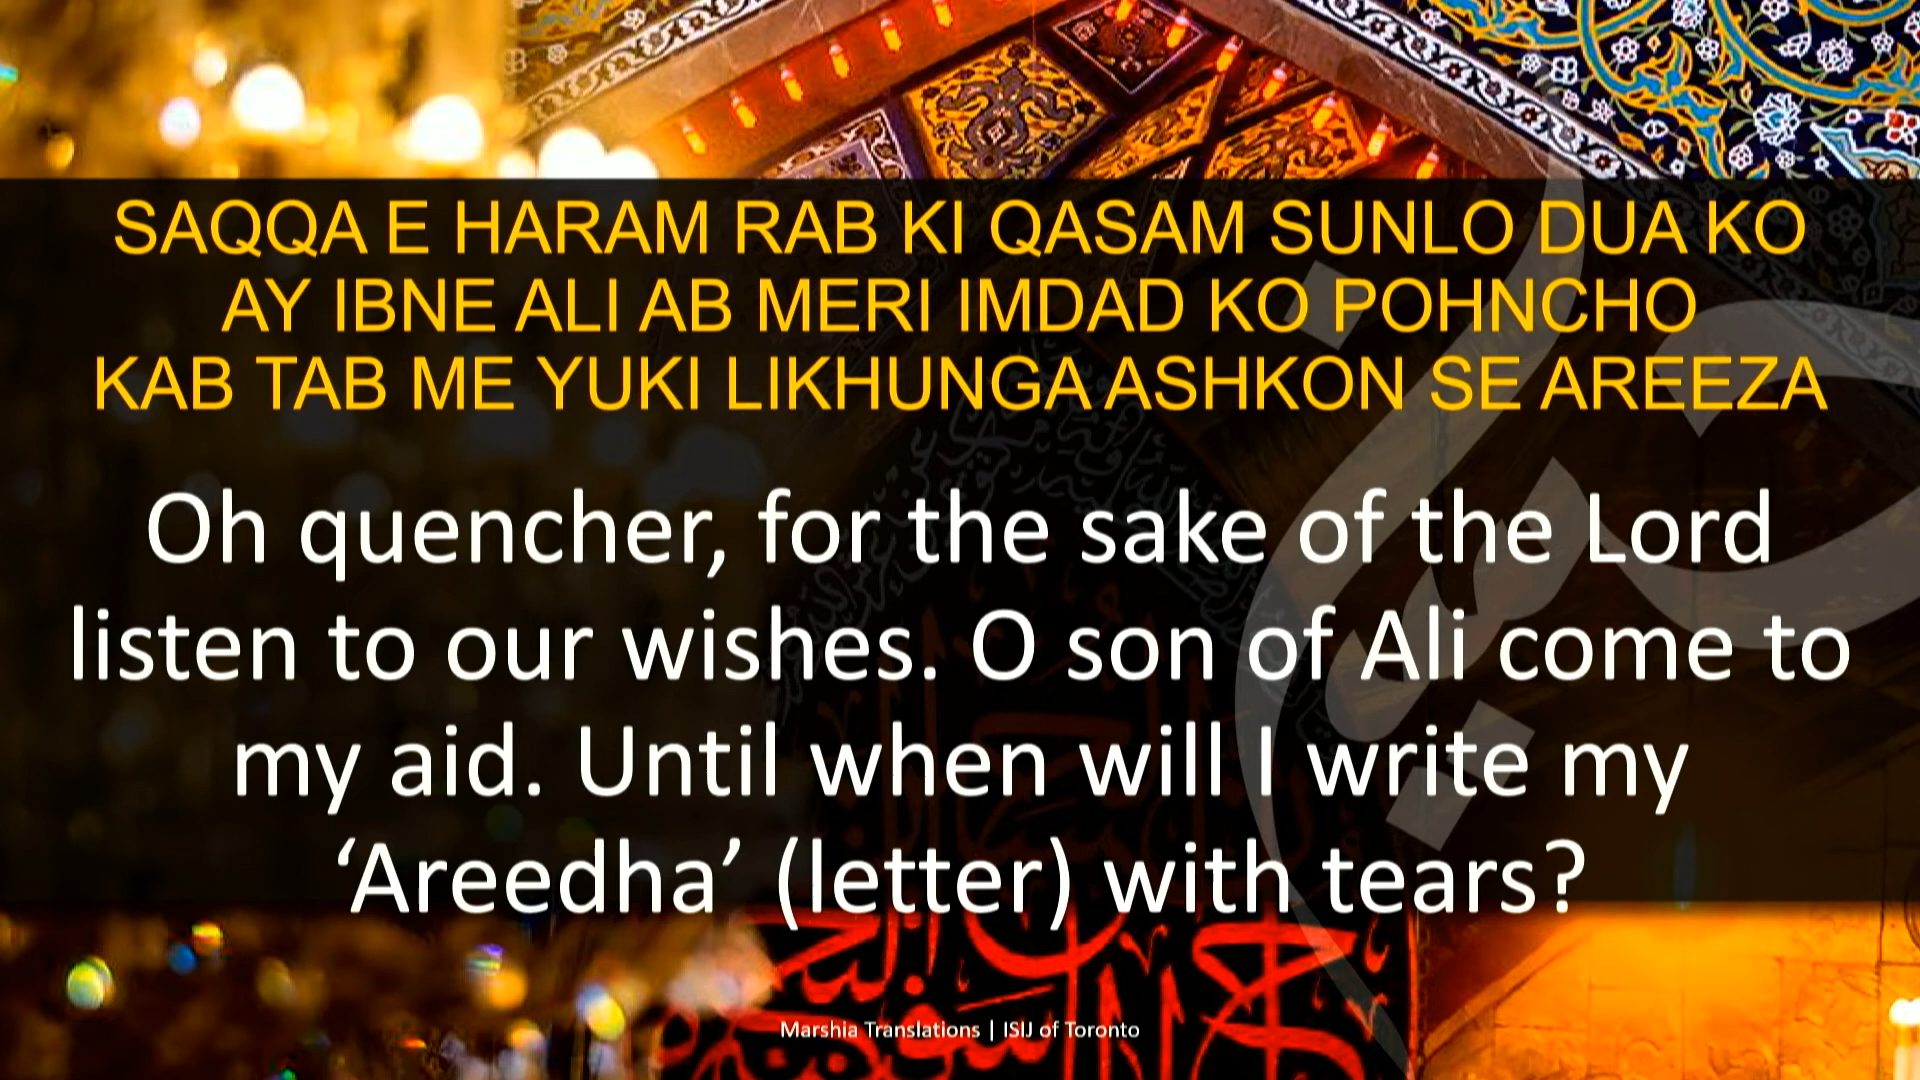 SAQQA E HARAM RAB KI QASAM SUNLO DUA KO
AY IBNE ALI AB MERI IMDAD KO POHNCHO
KAB TAB ME YUKI LIKHUNGA ASHKON SE AREEZA
Oh quencher, for the sake of the Lord
listen to our wishes. O son of Ali come to
my aid. Until when will I write my
‘Areedha’ (letter) with tears?
Marshia Translations | ISIJ of Toronto